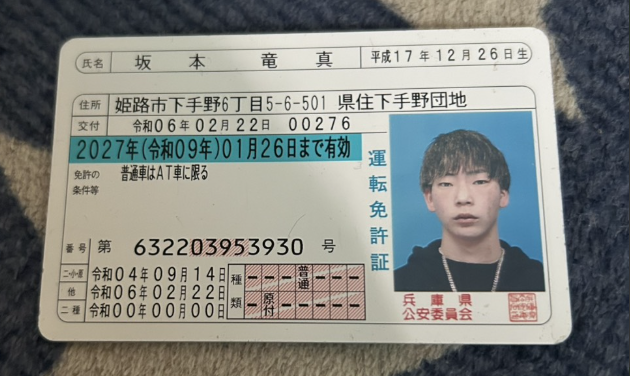 氏名 坂本 竜真 平成17年12月26日生
住所 姫路市下手野6丁目5-6-501 県住下手野団地
交付 令和06年02月22日 00276
2027年(令和09年)01月26日まで有効
免許の条件等 普通車はAT車に限る
運転免許証
番号 第 632203953930 号
二・小・原 令和04年09月14日
他 令和06年02月22日
二種 令和00年00月00日
種類 普通 原付
兵庫県
公安委員会